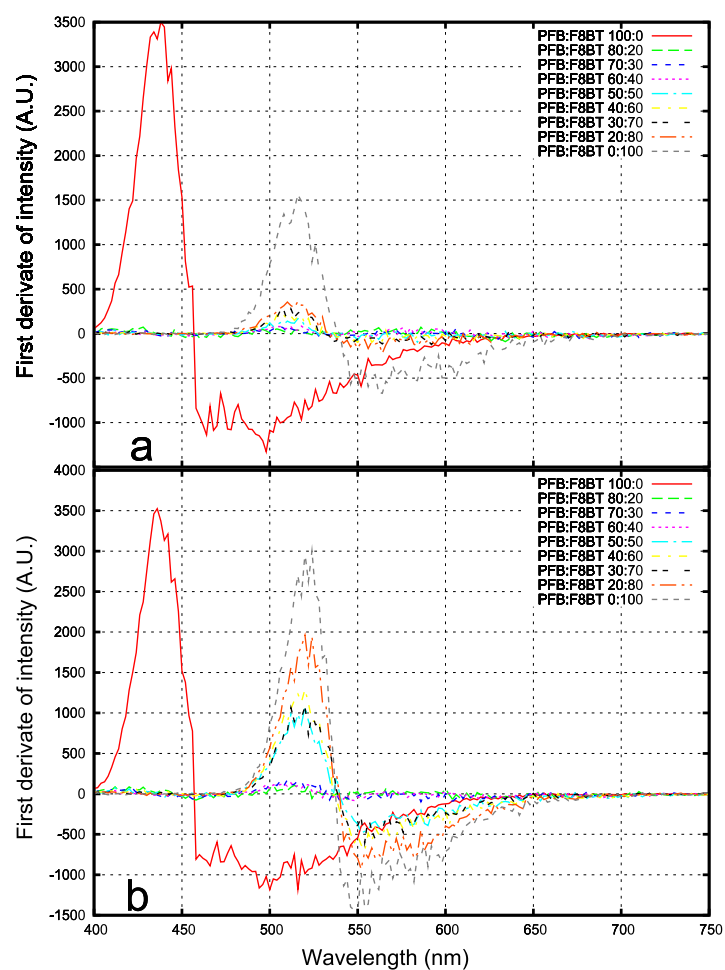 3500
3000
2500
2000
1500
1000
500
0
-500
-1000
First derivate of intensity (A.U.)
PFB:F8BT 100:0
PFB:F8BT 80:20
PFB:F8BT 70:30
PFB:F8BT 60:40
PFB:F8BT 50:50
PFB:F8BT 40:60
PFB:F8BT 30:70
PFB:F8BT 20:80
PFB:F8BT 0:100
a
4000
3500
3000
2500
2000
1500
1000
500
0
-500
-1000
-1500
First derivate of intensity (A.U.)
PFB:F8BT 100:0
PFB:F8BT 80:20
PFB:F8BT 70:30
PFB:F8BT 60:40
PFB:F8BT 50:50
PFB:F8BT 40:60
PFB:F8BT 30:70
PFB:F8BT 20:80
PFB:F8BT 0:100
b
400 450 500 550 600 650 700 750
Wavelength (nm)